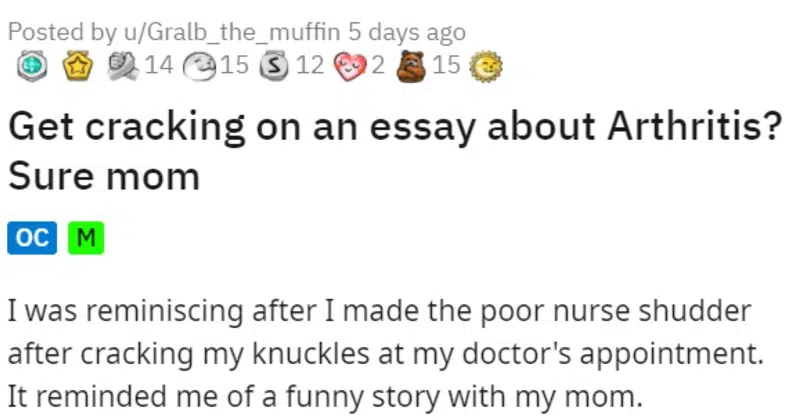 Posted by u/Gralb_the_muffin 5 days ago
14 15 S 12 2 15
Get cracking on an essay about Arthritis?
Sure mom
OC M
I was reminiscing after I made the poor nurse shudder
after cracking my knuckles at my doctor's appointment.
It reminded me of a funny story with my mom.